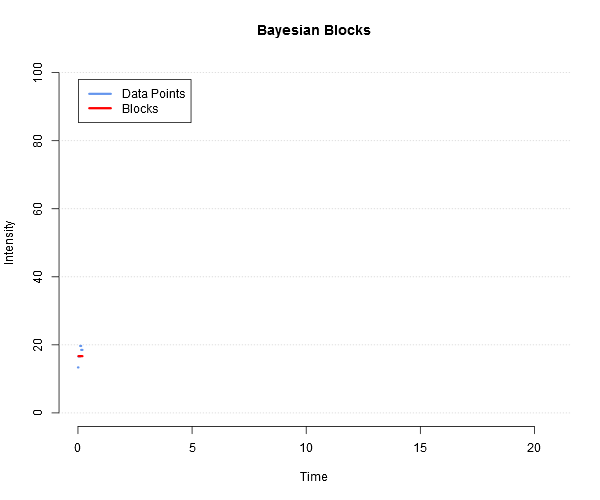 Bayesian Blocks
Data Points
Blocks
Intensity
100
80
60
40
20
0
0 5 10 15 20
Time